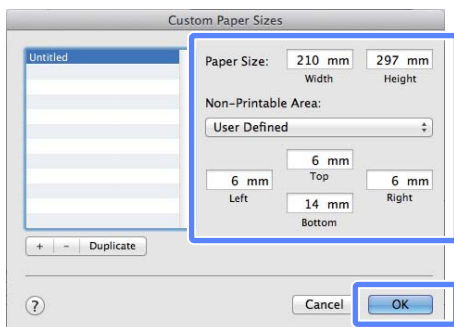 Custom Paper Sizes
Untitled
Paper Size:
210 mm
297 mm
Width
Height
Non-Printable Area:
User Defined
6 mm
Top
6 mm
6 mm
Left
Right
14 mm
Bottom
+ - Duplicate
? Cancel OK